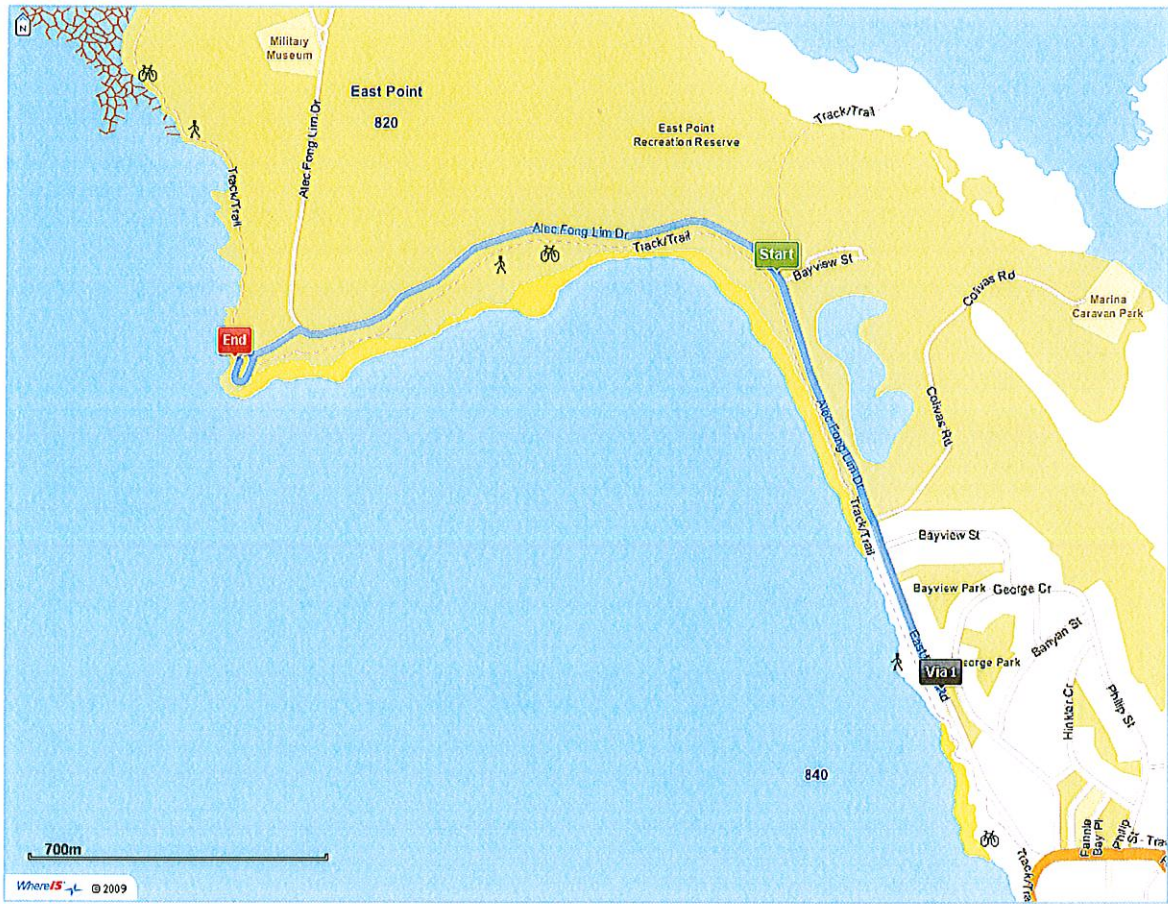 N
Military
Museum
East Point
820
Alec Fong Lim Dr
Track/Trail
East Point
Recreation Reserve
Track/Trail
Alec Fong Lim Dr
Track/Trail
Start
Bayview St
Colivas Rd
Marina
Caravan Park
End
Colivas Rd
Alec Fong Lim Dr
Track/Trail
Bayview St
Bayview Park
George Cr
Banyan St
East
Via 1
eorge Park
Hinkler Cr
Philip St
840
Fannie
Bay Pl
Philip
St
Track/Trail
700m
WhereiS © 2009